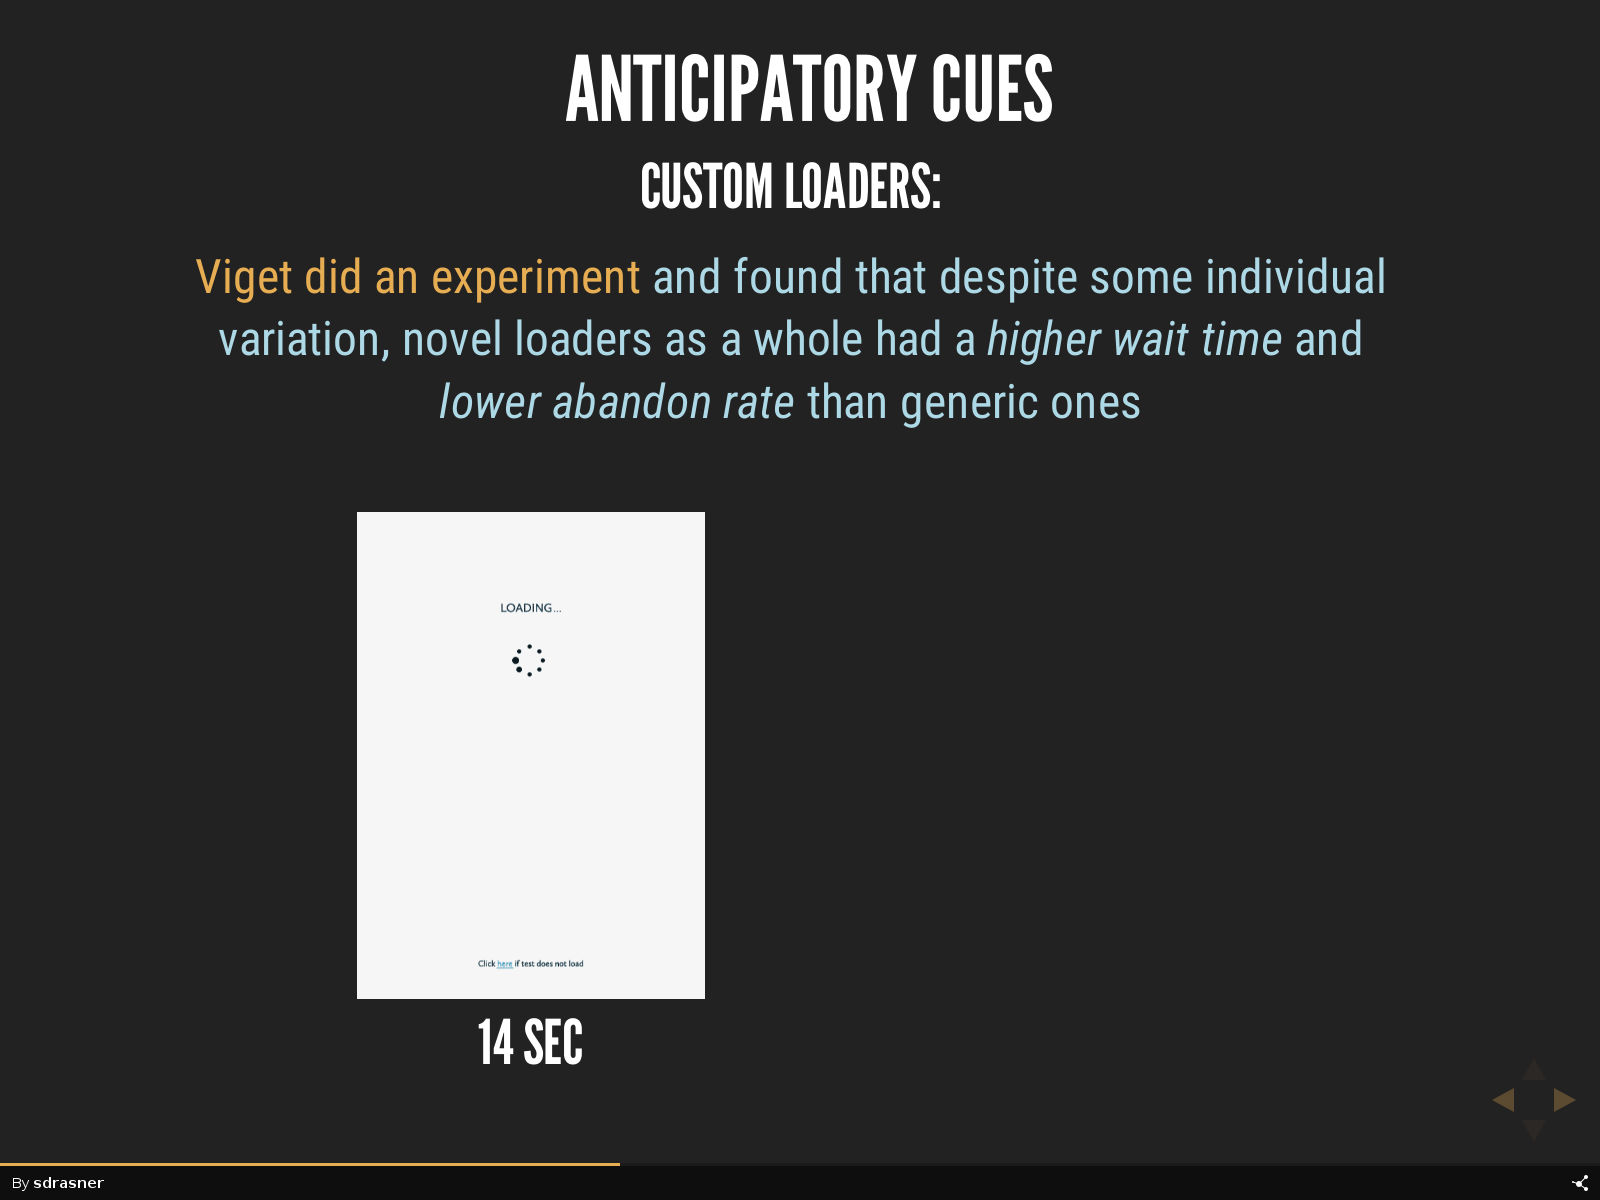 ANTICIPATORY CUES
CUSTOM LOADERS:
Viget did an experiment and found that despite some individual
variation, novel loaders as a whole had a higher wait time and
lower abandon rate than generic ones
LOADING...
Click here if test does not load
14 SEC
By sdrasner